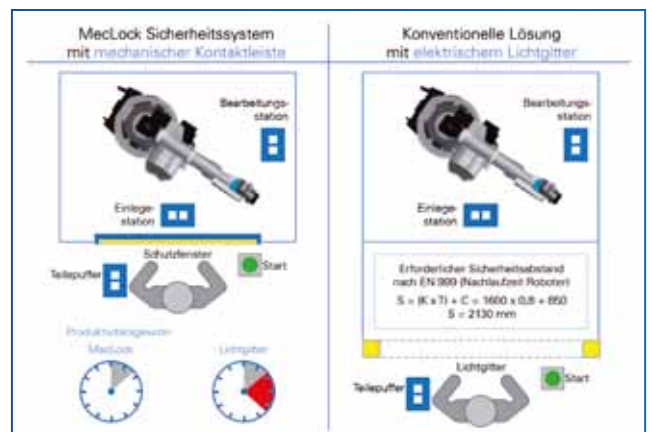 MecLock Sicherheitssystem
mit mechanischer Kontaktleiste
Bearbeitungs-
station
Einlege-
station
Schutzfenster
Teilepuffer
Start
Produktivitätsgewinn
MecLock
Lichtgitter
Konventionelle Lösung
mit elektrischem Lichtgitter
Bearbeitungs-
station
Einlege-
station
Erforderlicher Sicherheitsabstand
nach EN 999 (Nachlaufzeit Roboter)
S = (K x T) + C = 1600 x 0,8 + 850
S = 2130 mm
Lichtgitter
Teilepuffer
Start